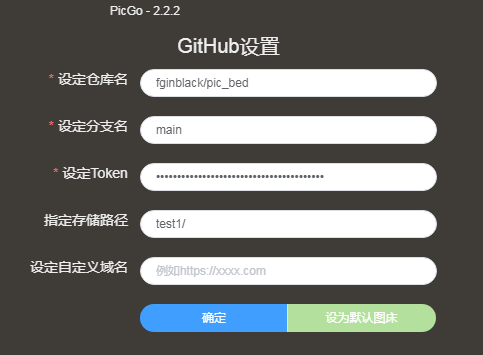 PicGo - 2.2.2
GitHub设置
* 设定仓库名 fginblack/pic_bed
* 设定分支名 main
* 设定Token ••••••••••••••••••••••••••••••••••••••••
指定存储路径 test1/
设定自定义域名 例如https://xxxx.com
确定 设为默认图床